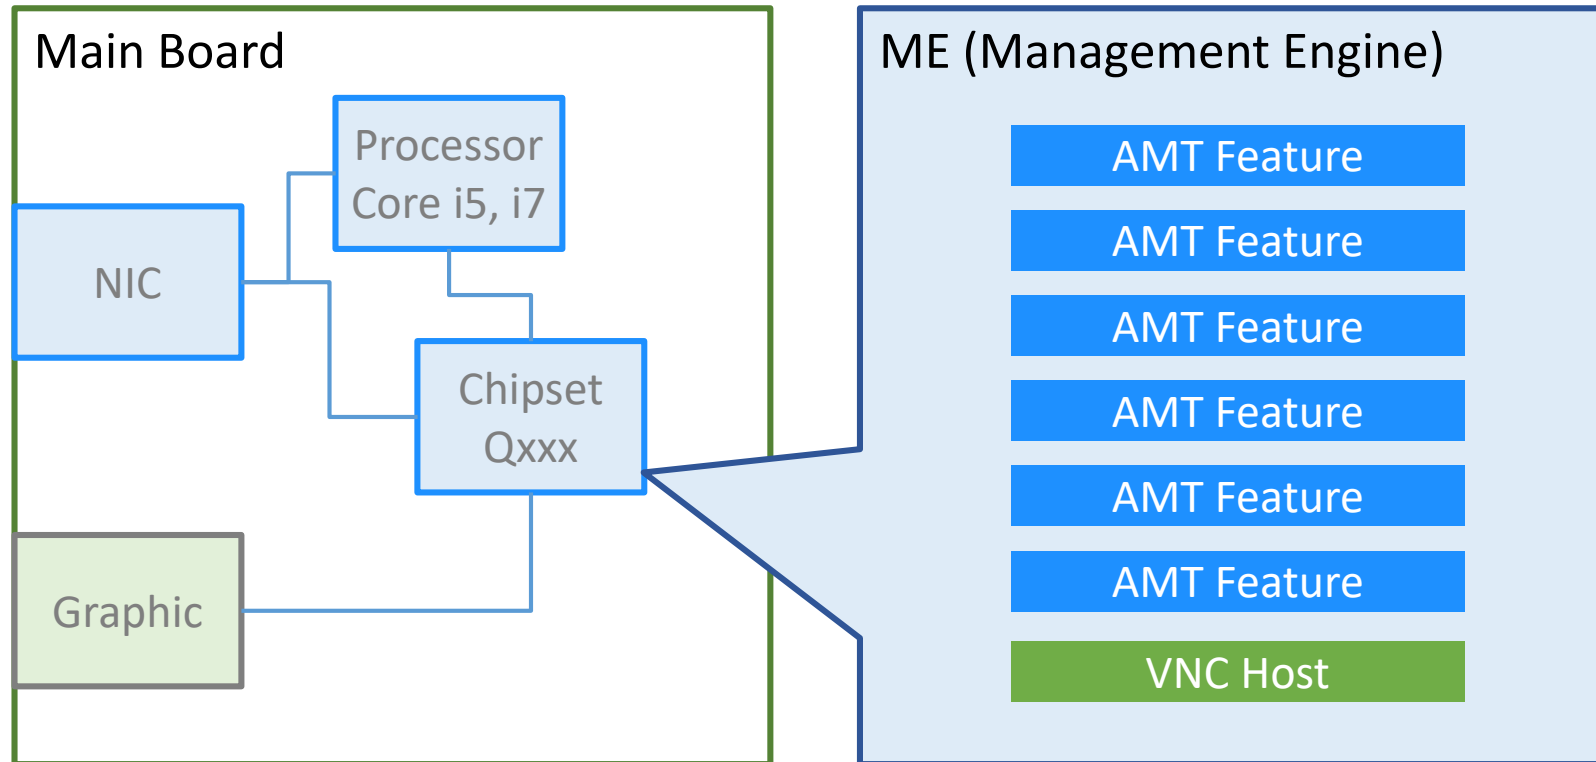 Main Board
Processor
Core i5, i7
NIC
Chipset
Qxxx
Graphic
ME (Management Engine)
AMT Feature
AMT Feature
AMT Feature
AMT Feature
AMT Feature
AMT Feature
VNC Host